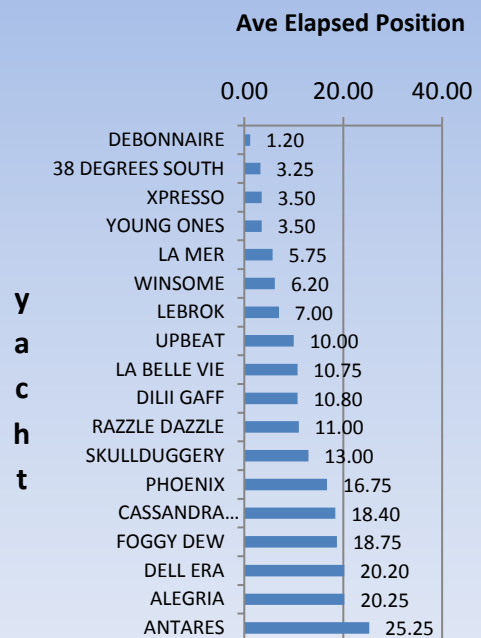 Ave Elapsed Position
0.00 20.00 40.00
DEBONNAIRE 1.20
38 DEGREES SOUTH 3.25
XPRESSO 3.50
YOUNG ONES 3.50
LA MER 5.75
WINSOME 6.20
LEBROK 7.00
UPBEAT 10.00
LA BELLE VIE 10.75
DILII GAFF 10.80
RAZZLE DAZZLE 11.00
SKULLDUGGERY 13.00
PHOENIX 16.75
CASSANDRA... 18.40
FOGGY DEW 18.75
DELL ERA 20.20
ALEGRIA 20.25
ANTARES 25.25
yacht